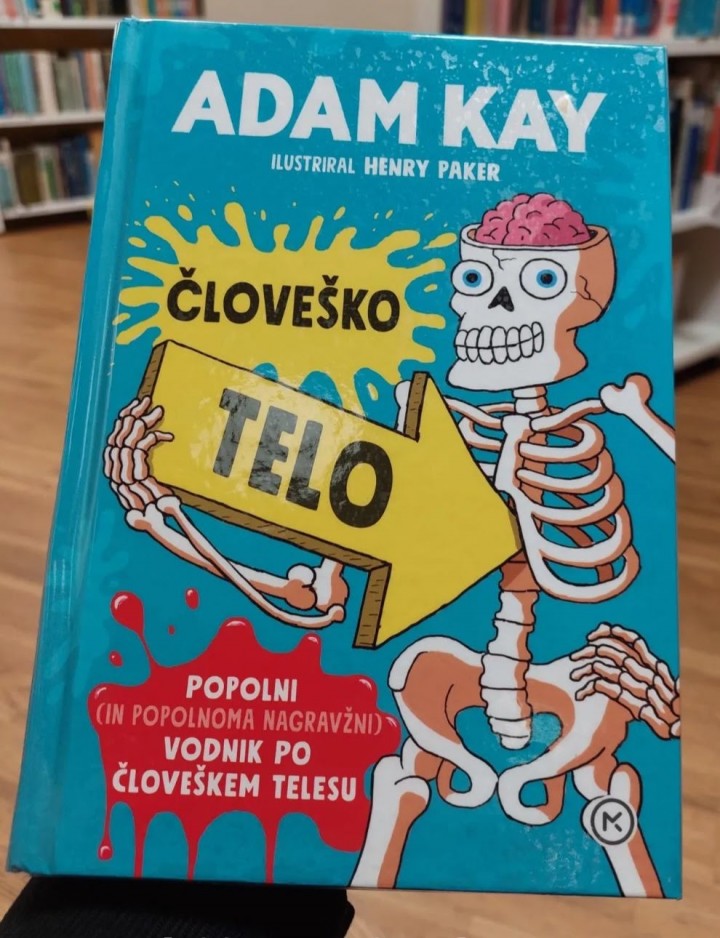 ADAM KAY
ILUSTRIRAL HENRY PAKER
ČLOVEŠKO
TELO
POPOLNI
(IN POPOLNOMA NAGRAVŽNI)
VODNIK PO
ČLOVEŠKEM TELESU